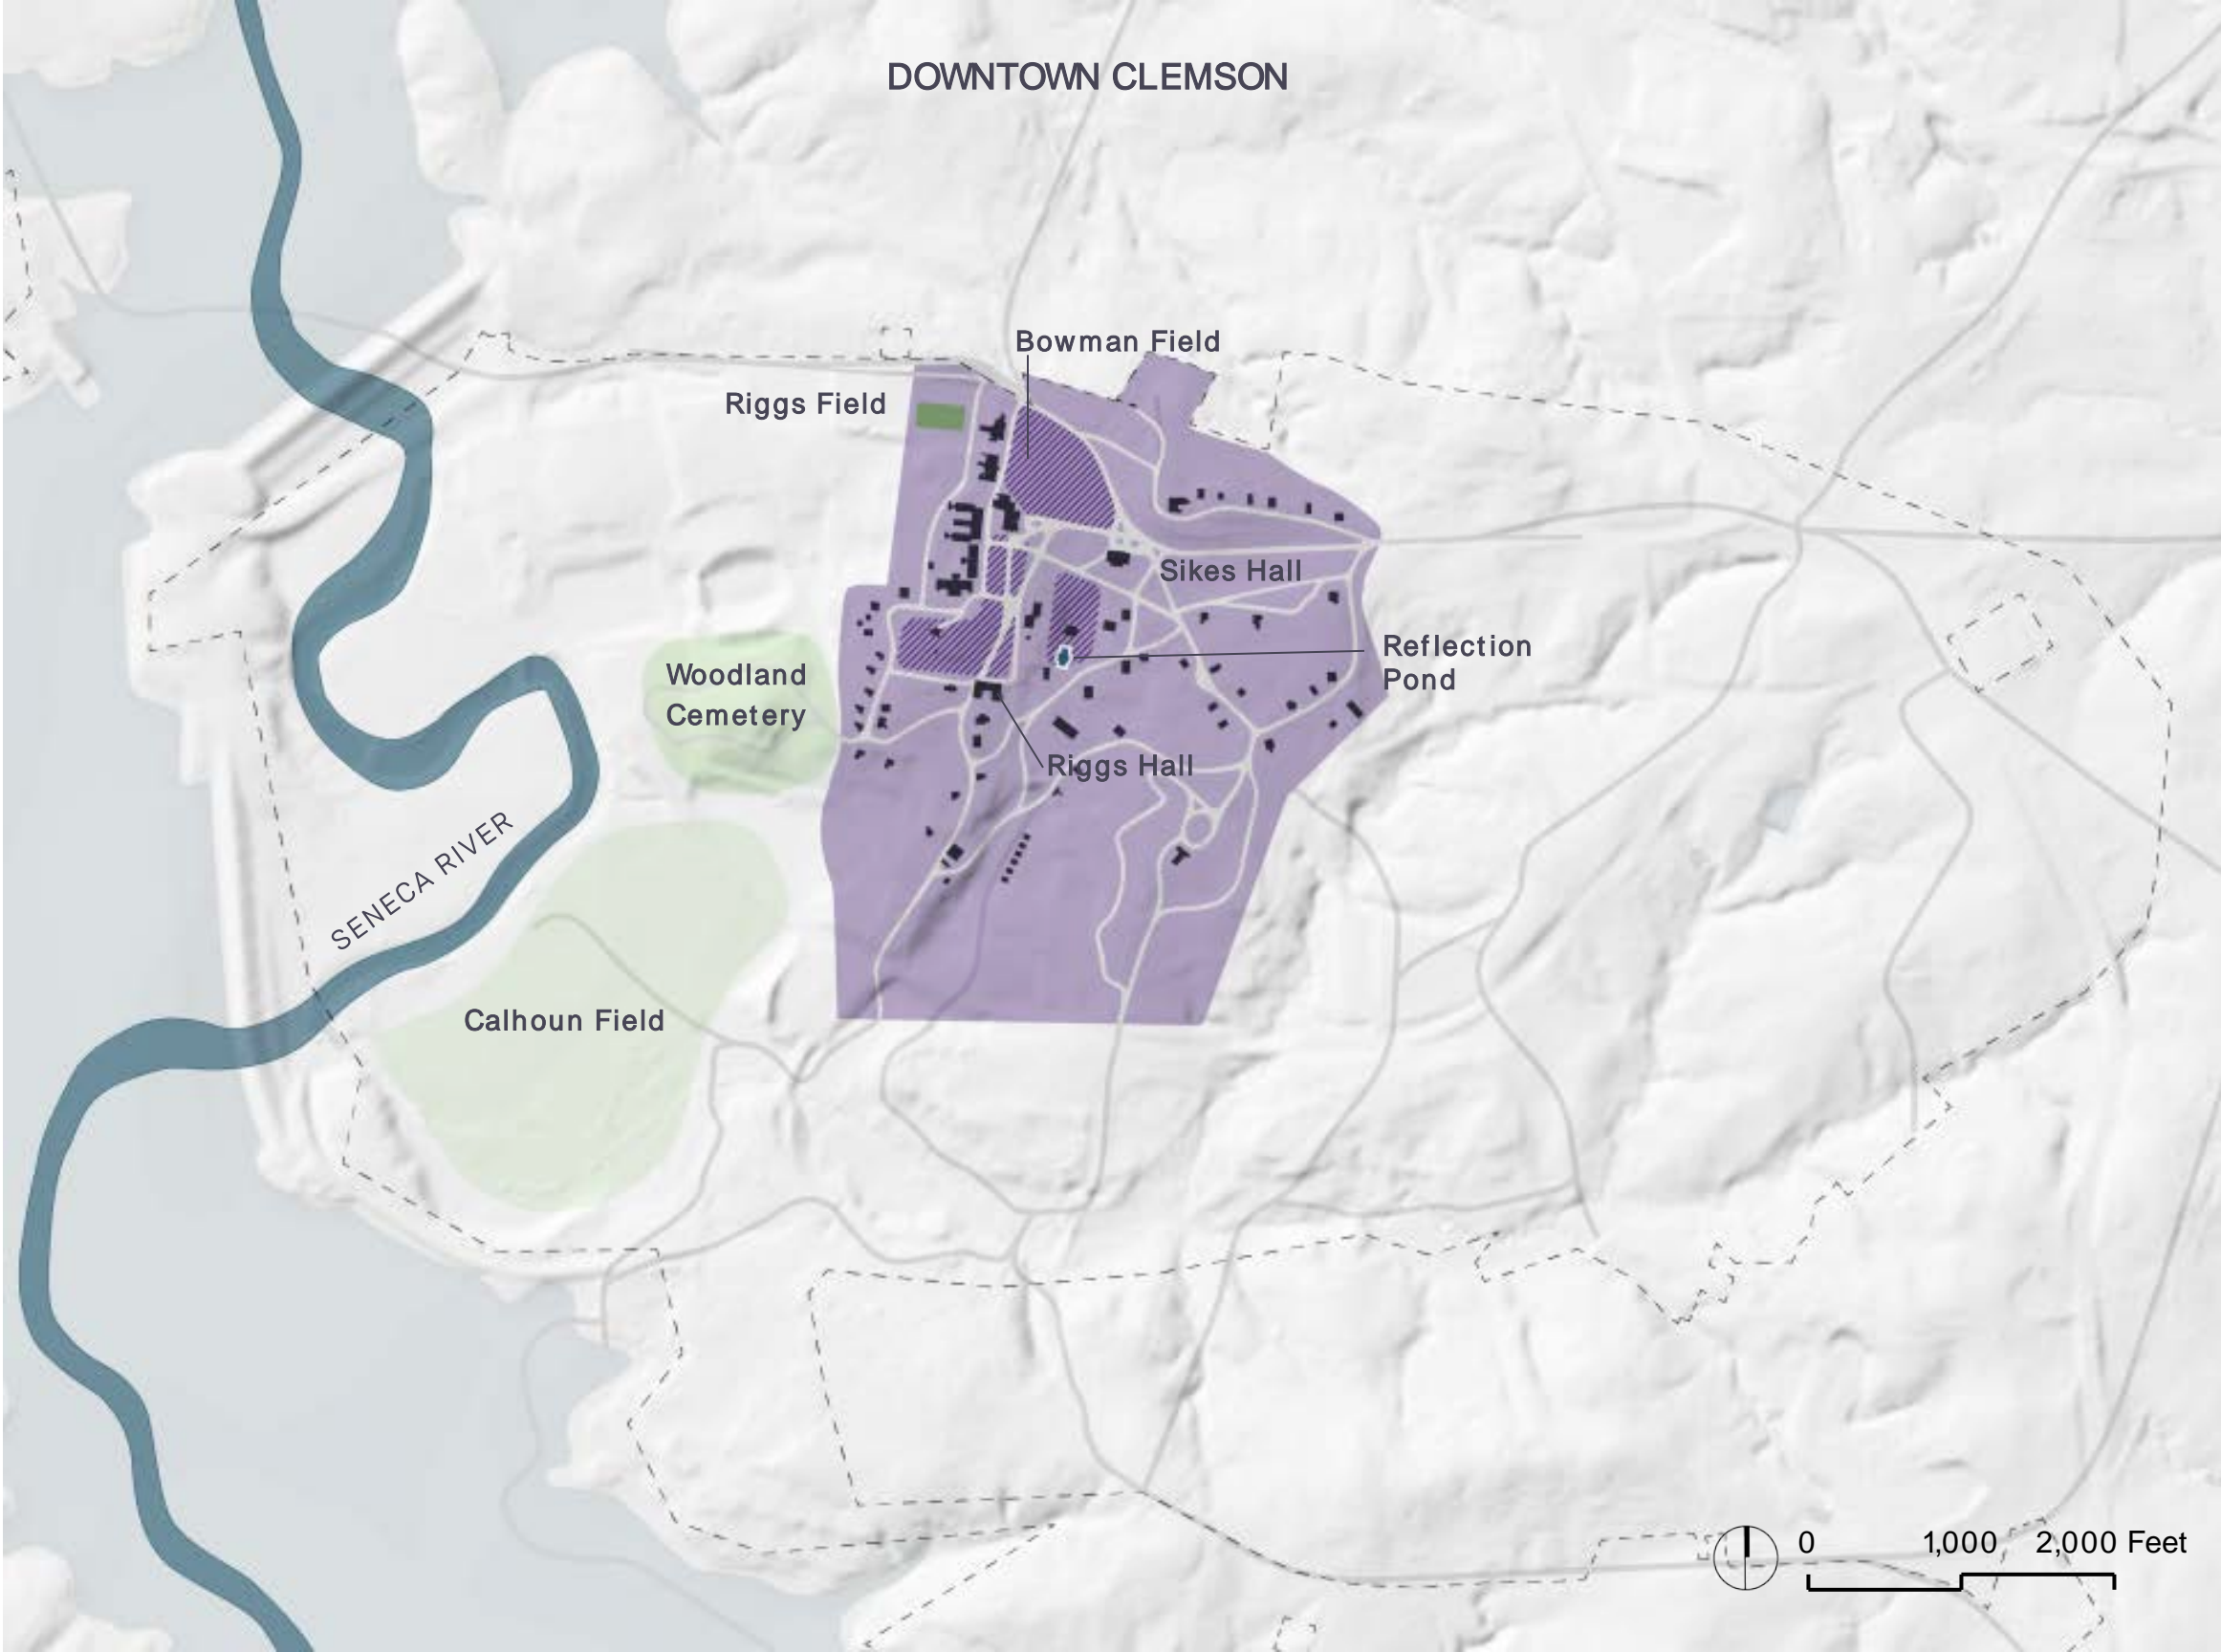 DOWNTOWN CLEMSON
Bowman Field
Riggs Field
Sikes Hall
Reflection
Pond
Woodland
Cemetery
Riggs Hall
SENECA RIVER
Calhoun Field
0 1,000 2,000 Feet